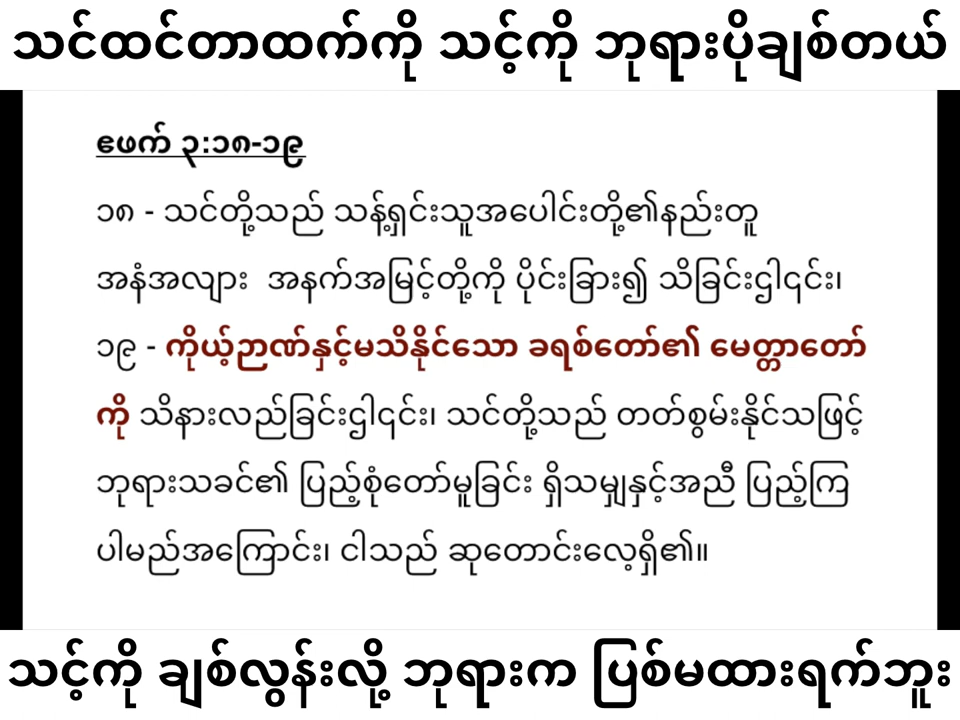 သင်ထင်တာထက်ကို သင့်ကို ဘုရားပိုချစ်တယ်
ဧဖက် ၃:၁၈-၁၉
၁၈ - သင်တို့သည် သန့်ရှင်းသူအပေါင်းတို့၏နည်းတူ
အနံအလျား အနက်အမြင့်တို့ကို ပိုင်းခြား၍ သိခြင်းဌါ၎င်း၊
၁၉ - ကိုယ့်ဉာဏ်နှင့်မသိနိုင်သော ခရစ်တော်၏ မေတ္တာတော်
ကို သိနားလည်ခြင်းဌါ၎င်း၊ သင်တို့သည် တတ်စွမ်းနိုင်သဖြင့်
ဘုရားသခင်၏ ပြည့်စုံတော်မူခြင်း ရှိသမျှနှင့်အညီ ပြည့်ကြ
ပါမည်အကြောင်း၊ ငါသည် ဆုတောင်းလေ့ရှိ၏။
သင့်ကို ချစ်လွန်းလို့ ဘုရားက ပြစ်မထားရက်ဘူး